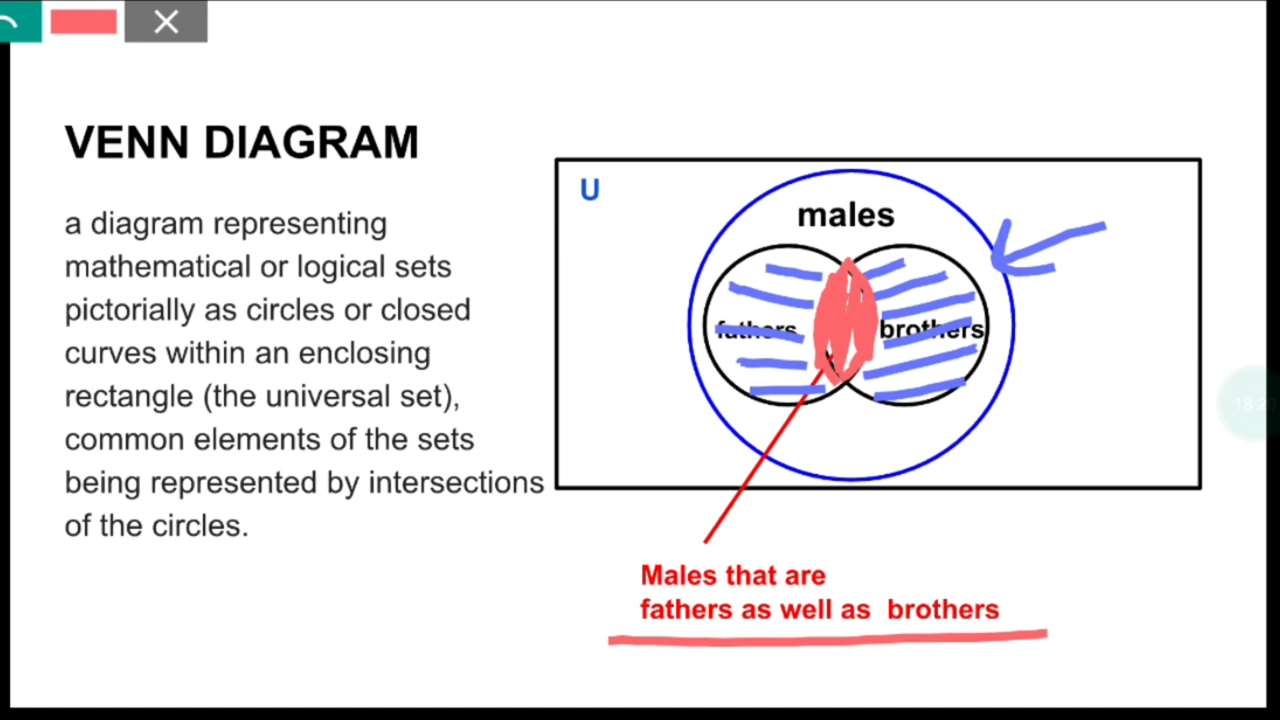 VENN DIAGRAM
a diagram representing
mathematical or logical sets
pictorially as circles or closed
curves within an enclosing
rectangle (the universal set),
common elements of the sets
being represented by intersections
of the circles.
U
males
fathers
brothers
Males that are
fathers as well as brothers